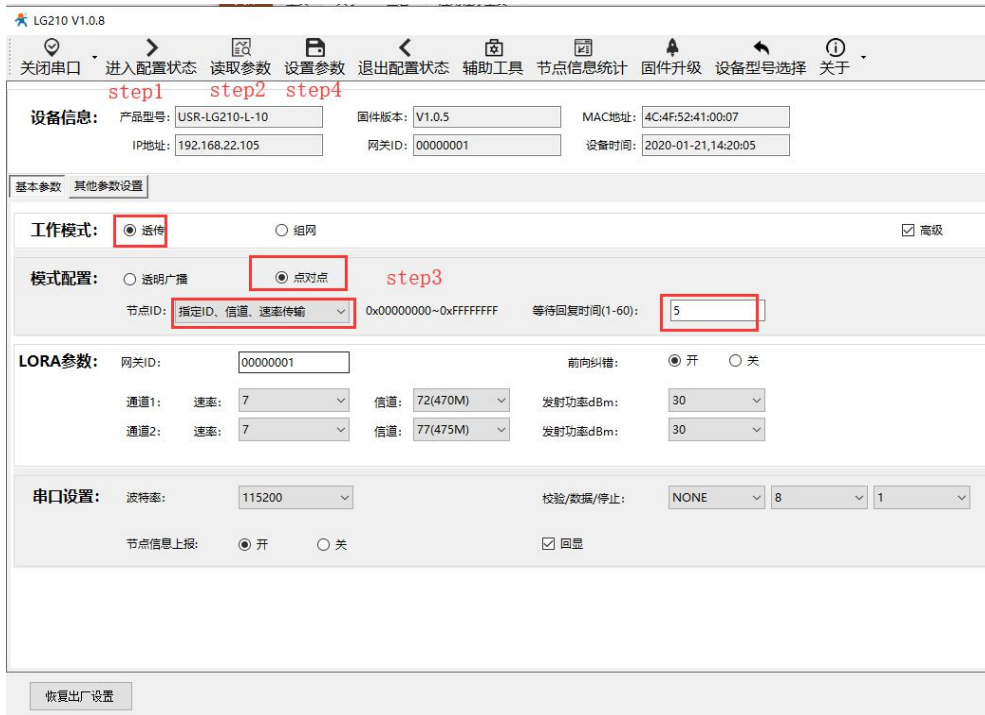 LG210 V1.0.8
关闭串口 进入配置状态 读取参数 设置参数 退出配置状态 辅助工具 节点信息统计 固件升级 设备型号选择 关于
step1 step2 step4
设备信息: 产品型号: USR-LG210-L-10 固件版本: V1.0.5 MAC地址: 4C:4F:52:41:00:07
IP地址: 192.168.22.105 网关ID: 00000001 设备时间: 2020-01-21,14:20:05
基本参数 其他参数设置
工作模式: 透传 组网 高级
模式配置: 透明广播 点对点 step3
节点ID: 指定ID、信道、速率传输 0x00000000~0xFFFFFFFF 等待回复时间(1-60): 5
LORA参数: 网关ID: 00000001 前向纠错: 开 关
通道1: 速率: 7 信道: 72(470M) 发射功率dBm: 30
通道2: 速率: 7 信道: 77(475M) 发射功率dBm: 30
串口设置: 波特率: 115200 校验/数据/停止: NONE 8 1
节点信息上报: 开 关 回显
恢复出厂设置